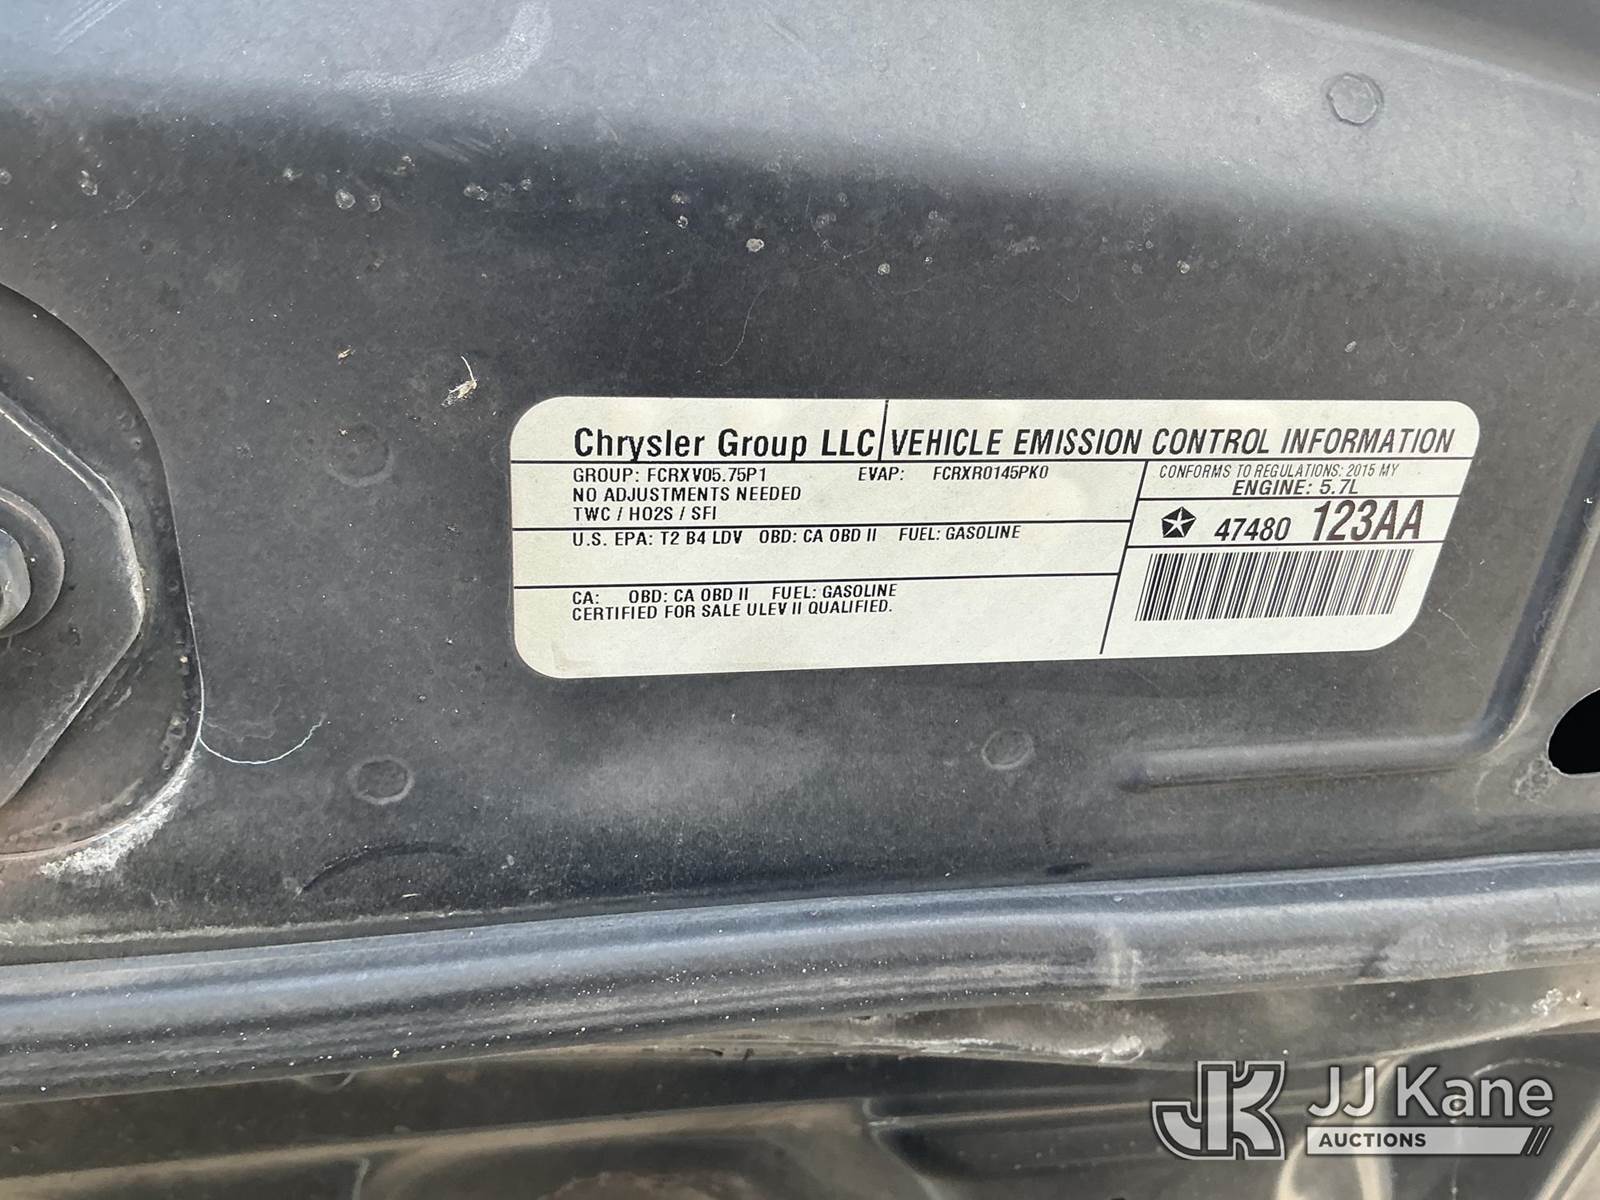 Chrysler Group LLC VEHICLE EMISSION CONTROL INFORMATION
GROUP: FCRXV05.75P1 EVAP: FCRXR0145PK0
NO ADJUSTMENTS NEEDED
TWC / HO2S / SFI
U.S. EPA: T2 B4 LDV OBD: CA OBD II FUEL: GASOLINE
CA: OBD: CA OBD II FUEL: GASOLINE
CERTIFIED FOR SALE ULEV II QUALIFIED.
CONFORMS TO REGULATIONS: 2015 MY
ENGINE: 5.7L
47480 123AA
JK JJ Kane
AUCTIONS